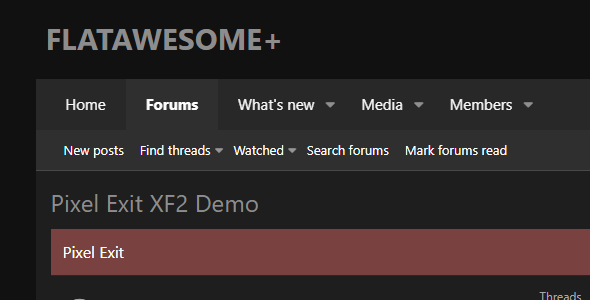 FLATAWESOME+
Home Forums What's new Media Members
New posts Find threads Watched Search forums Mark forums read
Pixel Exit XF2 Demo
Pixel Exit
Threads